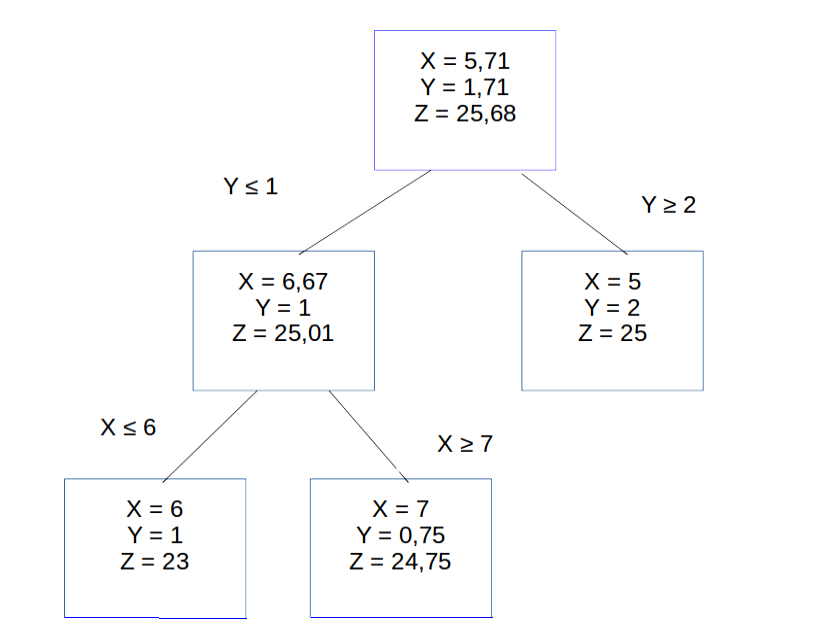 X = 5,71
Y = 1,71
Z = 25,68
Y ≤ 1
Y ≥ 2
X = 6,67
Y = 1
Z = 25,01
X = 5
Y = 2
Z = 25
X ≤ 6
X ≥ 7
X = 6
Y = 1
Z = 23
X = 7
Y = 0,75
Z = 24,75